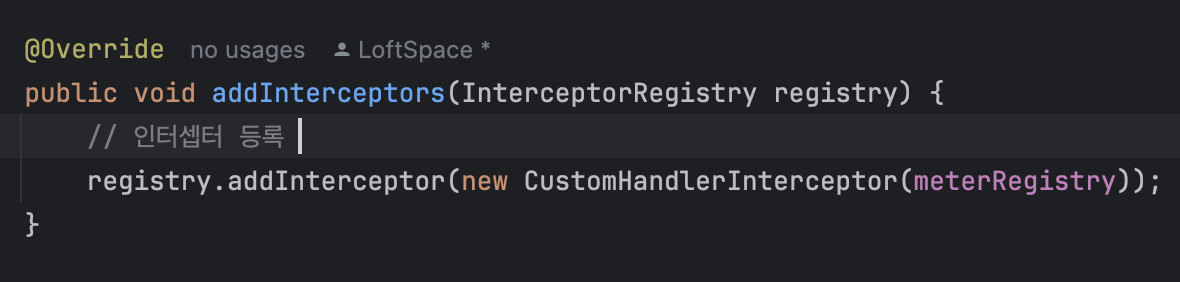 @Override no usages LoftSpace *
public void addInterceptors(InterceptorRegistry registry) {
// 인터셉터 등록
registry.addInterceptor(new CustomHandlerInterceptor(meterRegistry));
}